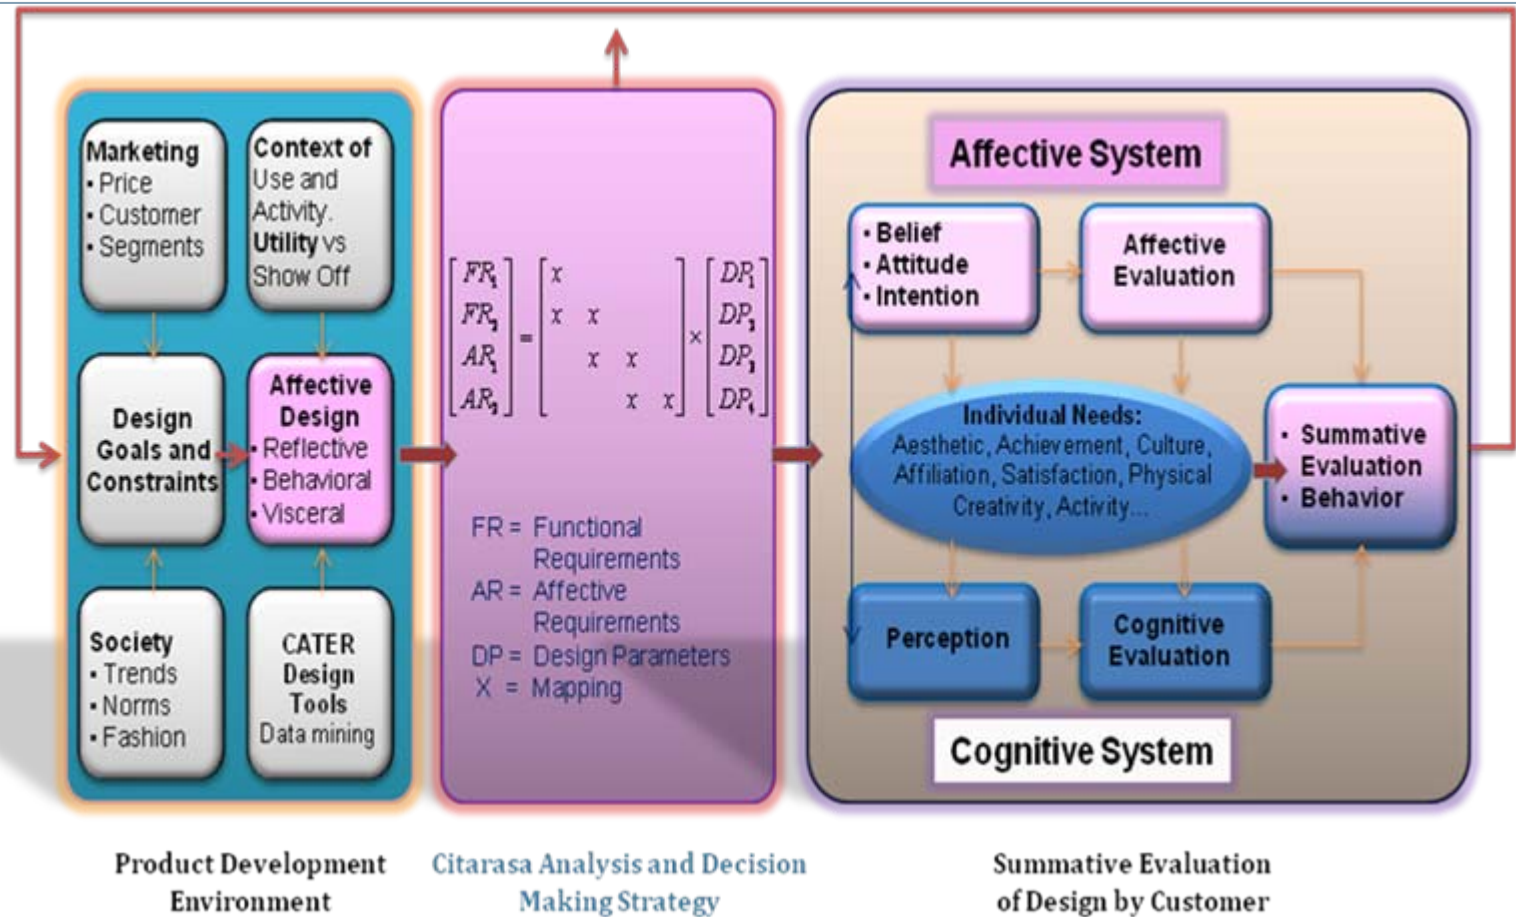 Marketing
▪ Price
▪ Customer
▪ Segments
Context of
Use and
Activity.
Utility vs
Show Off
Design
Goals and
Constraints
Affective
Design
▪ Reflective
▪ Behavioral
▪ Visceral
Society
▪ Trends
▪ Norms
▪ Fashion
CATER
Design
Tools
Data mining
Product Development
Environment
FR₁ x DP₁
FR₂ x x DP₂
= ×
AR₁ x x DP₃
AR₂ x x DP₄
FR = Functional
Requirements
AR = Affective
Requirements
DP = Design Parameters
X = Mapping
Citarasa Analysis and Decision
Making Strategy
Affective System
▪ Belief
▪ Attitude
▪ Intention
Affective
Evaluation
Individual Needs:
Aesthetic, Achievement, Culture,
Affiliation, Satisfaction, Physical
Creativity, Activity...
▪ Summative
Evaluation
▪ Behavior
Perception
Cognitive
Evaluation
Cognitive System
Summative Evaluation
of Design by Customer